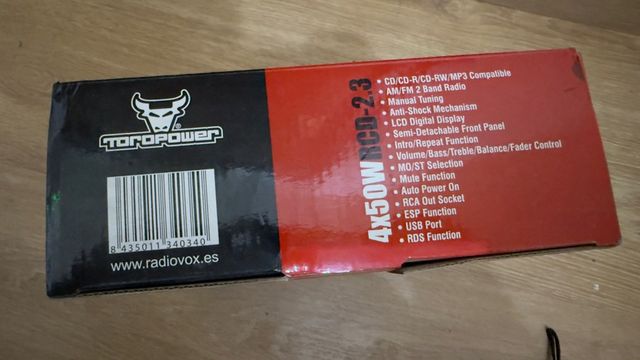 TOROPOWER®
8 435011 340340
www.radiovox.es
4x50W RCD-2.3
• CD/CD-R/CD-RW/MP3 Compatible
• AM/FM 2 Band Radio
• Manual Tuning
• Anti-Shock Mechanism
• LCD Digital Display
• Semi-Detachable Front Panel
• Intro/Repeat Function
• Volume/Bass/Treble/Balance/Fader Control
• MO/ST Selection
• Mute Function
• Auto Power On
• RCA Out Socket
• ESP Function
• USB Port
• RDS Function